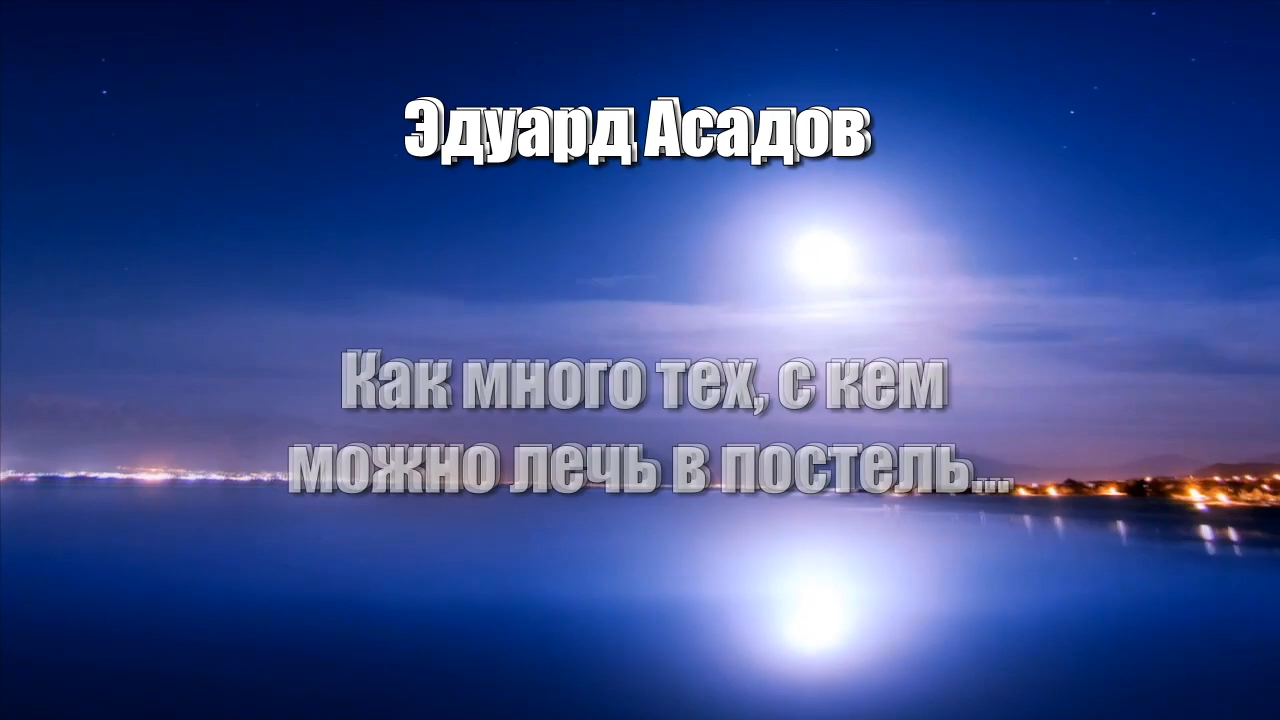 Эдуард Асадов
Как много тех, с кем
можно лечь в постель...